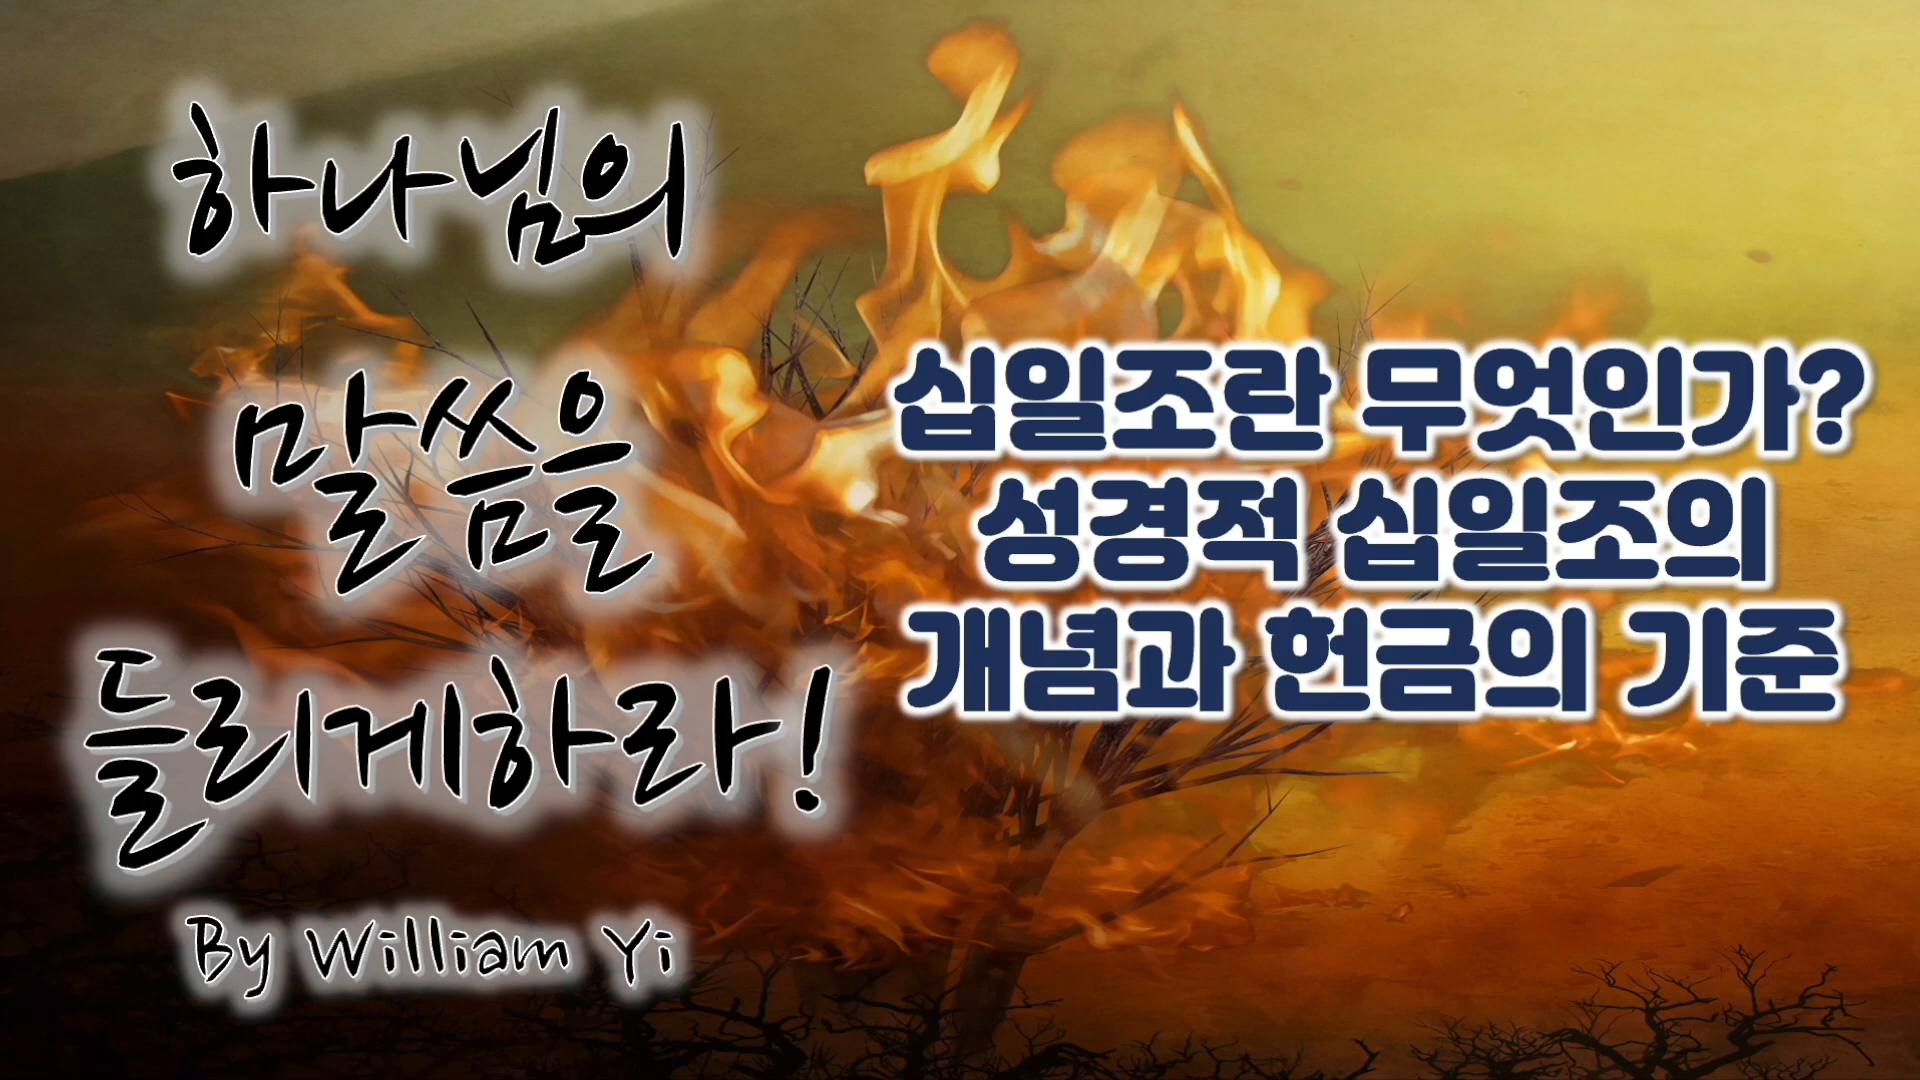 하나님의
말씀을
들리게하라!
By William Yi
십일조란 무엇인가?
성경적 십일조의
개념과 헌금의 기준